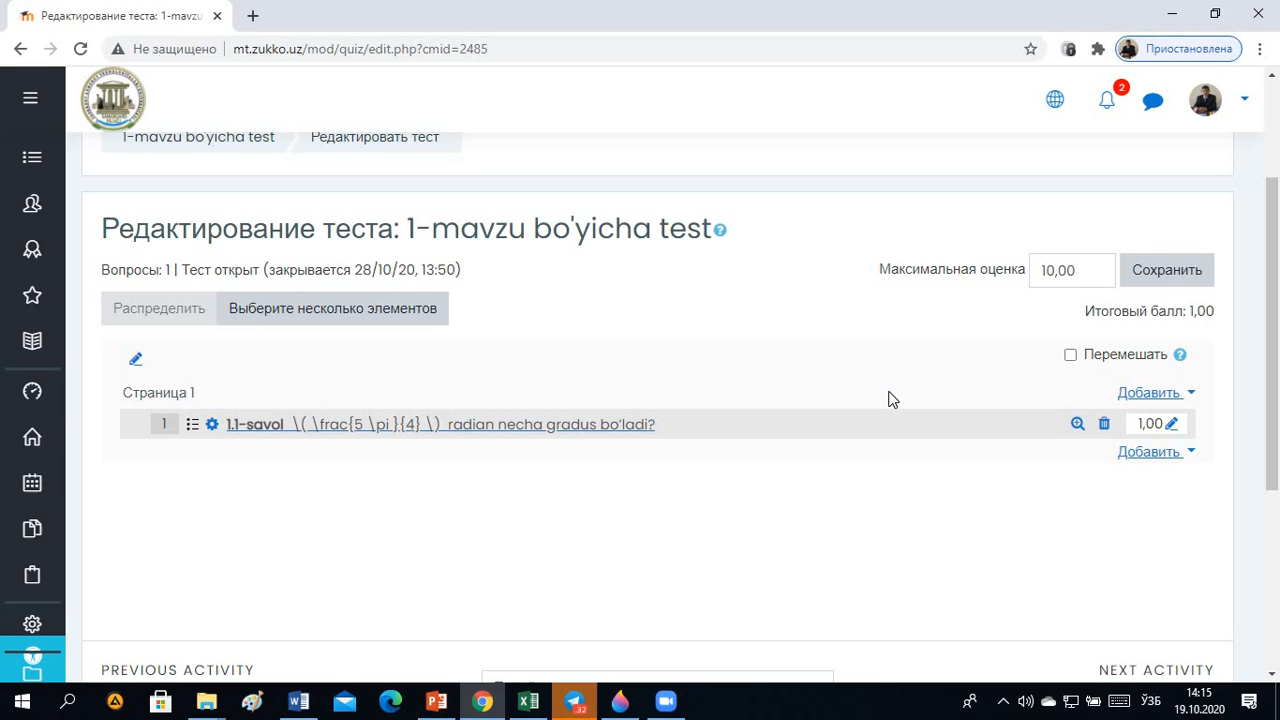 Редактирование теста: 1-mavzu
Не защищено
mt.zukko.uz/mod/quiz/edit.php?cmid=2485
Приостановлена
2
1-mavzu bo'yicha test
Редактировать тест
Редактирование теста: 1-mavzu bo'yicha test
Вопросы: 1 | Тест открыт (закрывается 28/10/20, 13:50)
Максимальная оценка 10,00 Сохранить
Распределить Выберите несколько элементов
Итоговый балл: 1,00
Перемешать
Страница 1
Добавить
1 1.1-savol \( \frac{5 \pi }{4} \) radian necha gradus bo‘ladi? 1,00
Добавить
PREVIOUS ACTIVITY
NEXT ACTIVITY
32
ЎЗБ
14:15
19.10.2020